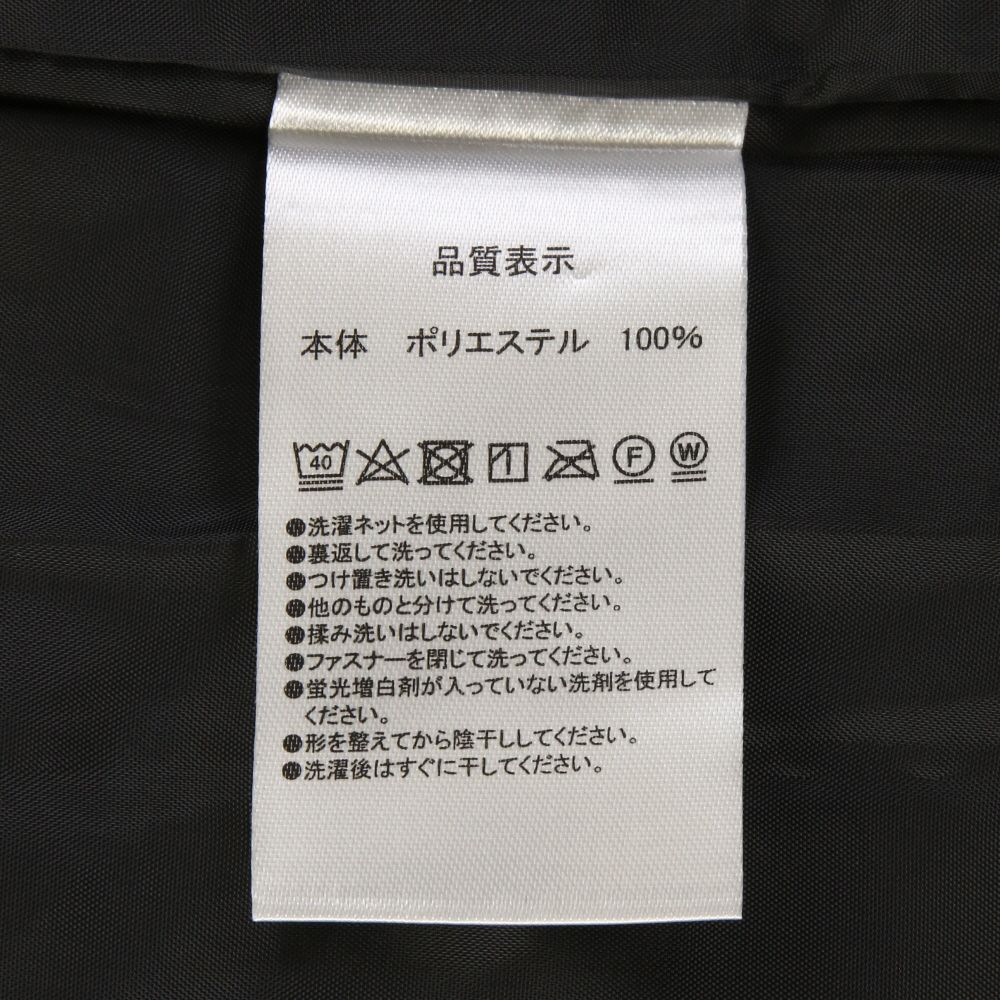 品質表示
本体 ポリエステル 100%
40 F W
●洗濯ネットを使用してください。
●裏返して洗ってください。
●つけ置き洗いはしないでください。
●他のものと分けて洗ってください。
●揉み洗いはしないでください。
●ファスナーを閉じて洗ってください。
●蛍光増白剤が入っていない洗剤を使用して
ください。
●形を整えてから陰干ししてください。
●洗濯後はすぐに干してください。